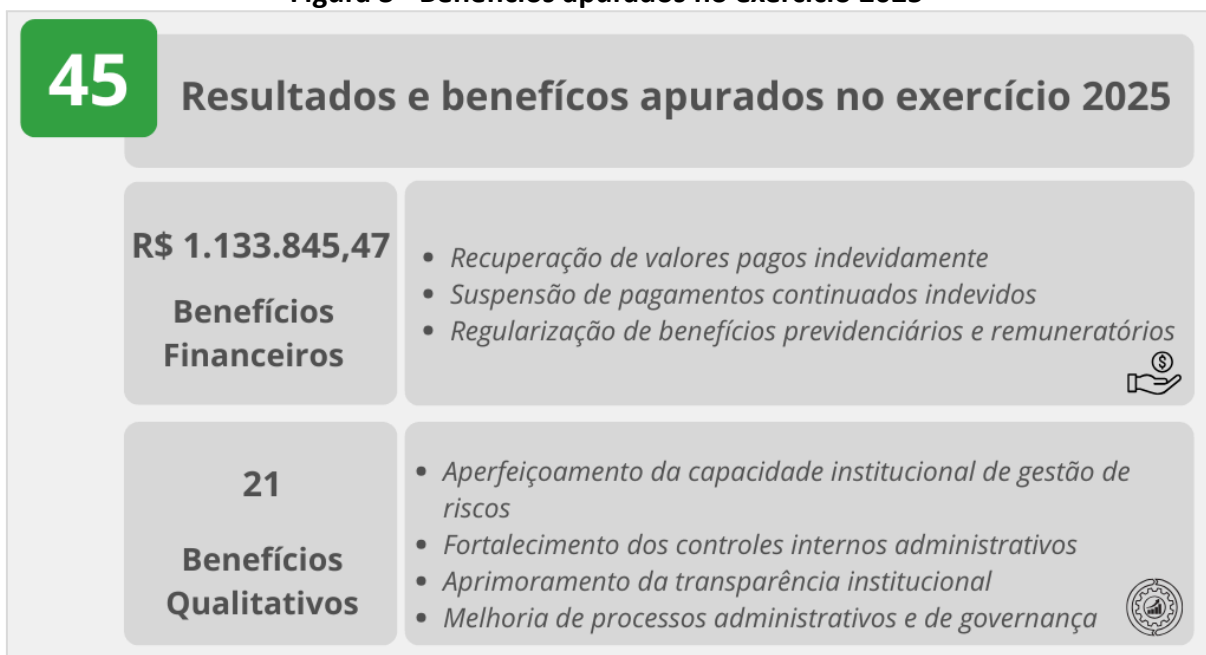 45
Resultados e benefícos apurados no exercício 2025
R$ 1.133.845,47
Benefícios
Financeiros
• Recuperação de valores pagos indevidamente
• Suspensão de pagamentos continuados indevidos
• Regularização de benefícios previdenciários e remuneratórios
21
Benefícios
Qualitativos
• Aperfeiçoamento da capacidade institucional de gestão de
riscos
• Fortalecimento dos controles internos administrativos
• Aprimoramento da transparência institucional
• Melhoria de processos administrativos e de governança